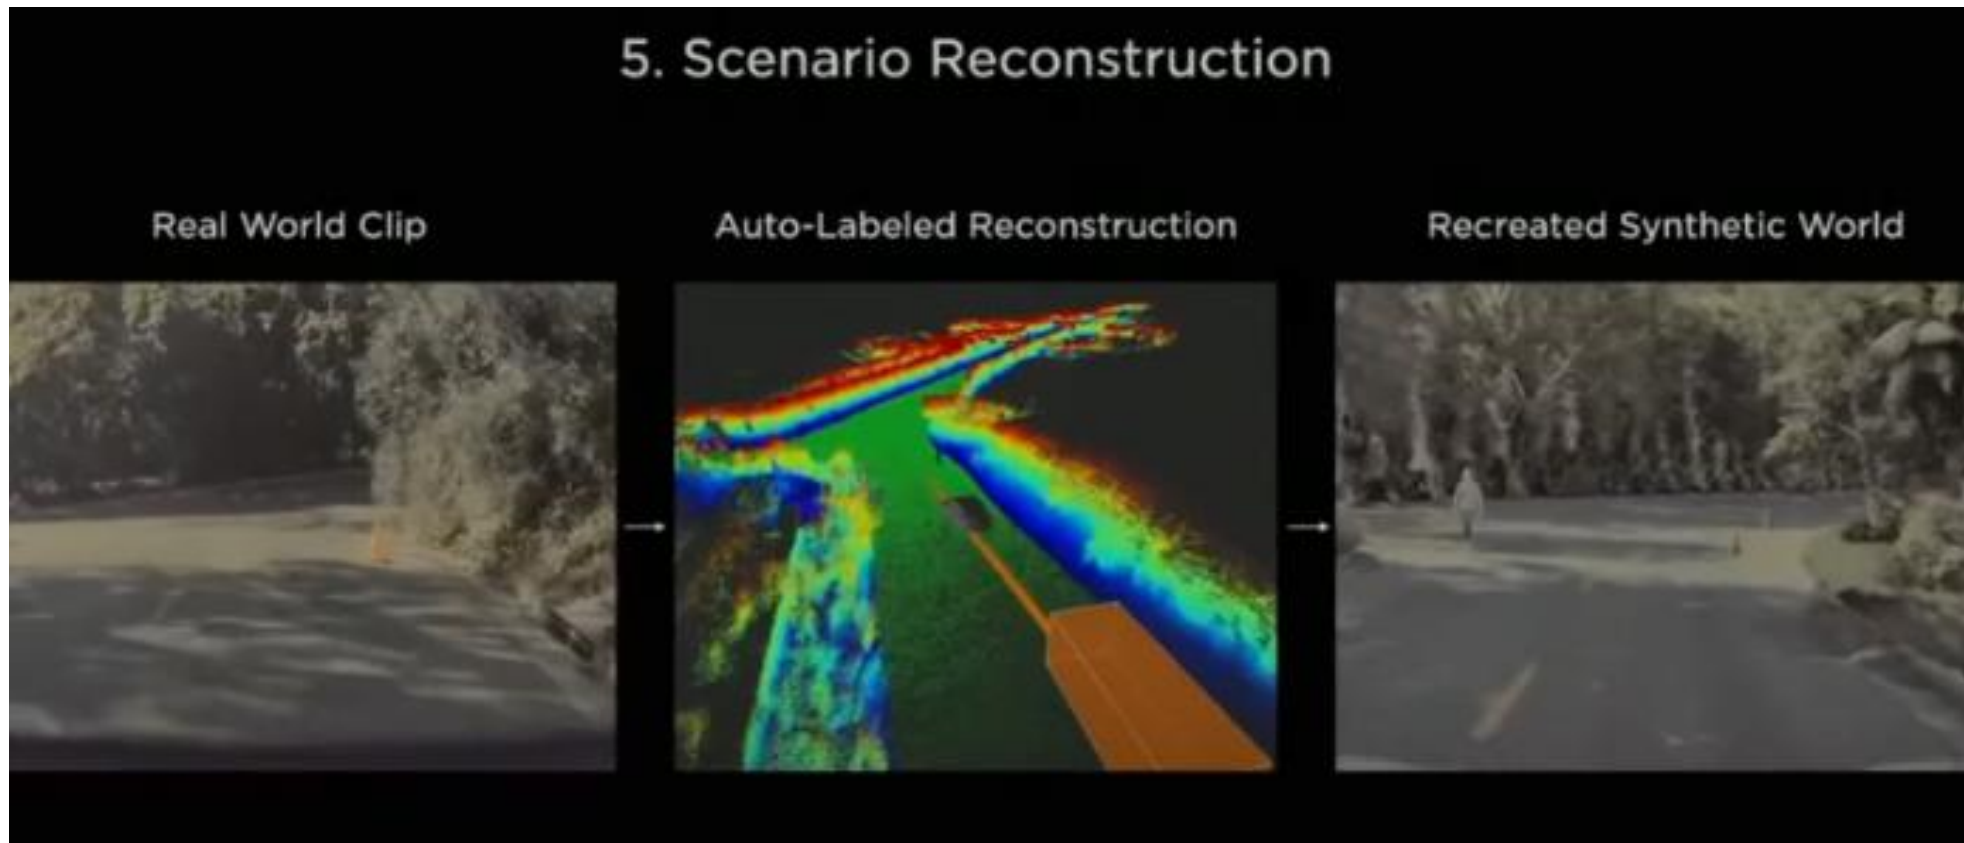 5. Scenario Reconstruction
Real World Clip
Auto-Labeled Reconstruction
Recreated Synthetic World